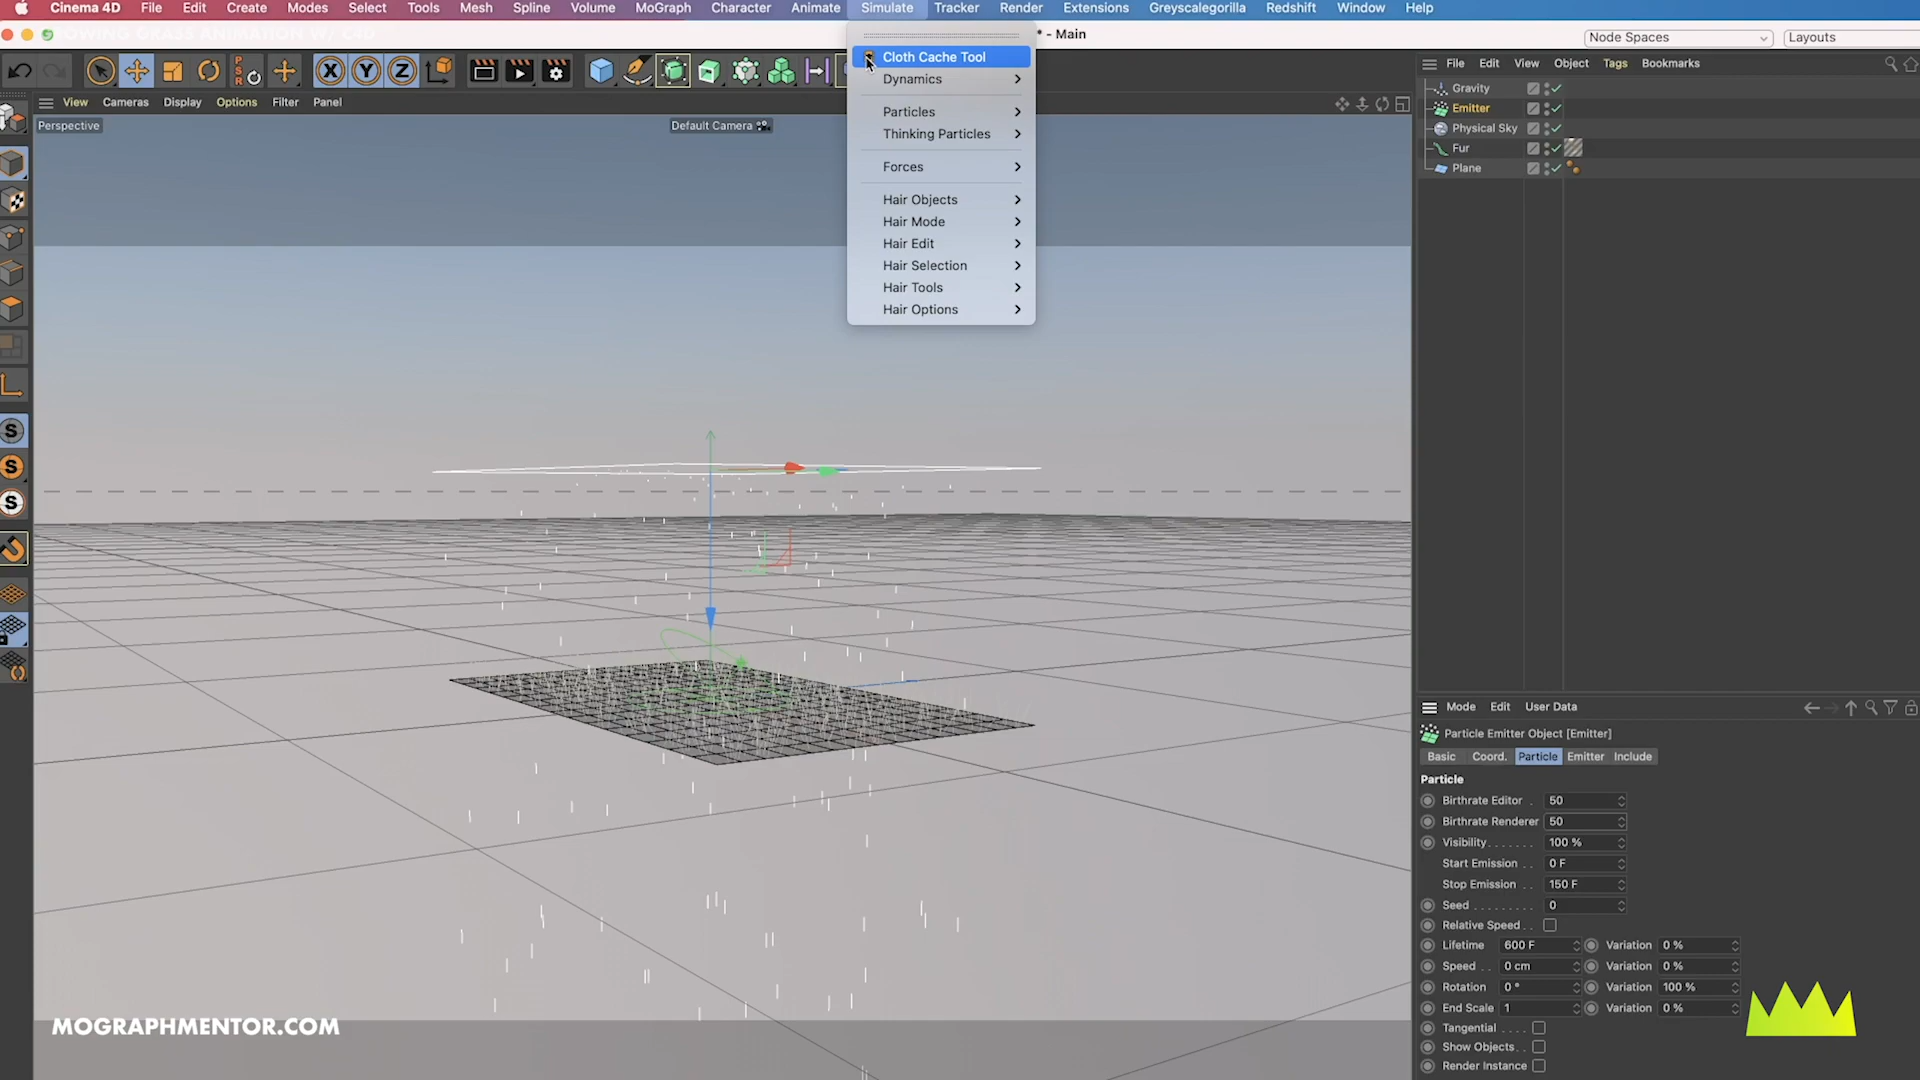 Cinema 4D File Edit Create Modes Select Tools Mesh Spline Volume MoGraph Character Animate Simulate Tracker Render Extensions Greyscalegorilla Redshift Window Help
* - Main
Node Spaces
Layouts
Cloth Cache Tool
Dynamics
Particles
Thinking Particles
Forces
Hair Objects
Hair Mode
Hair Edit
Hair Selection
Hair Tools
Hair Options
PSR
X Y Z
View Cameras Display Options Filter Panel
Perspective
Default Camera
S
S
S
File Edit View Object Tags Bookmarks
Gravity
Emitter
Physical Sky
Fur
Plane
Mode Edit User Data
Particle Emitter Object [Emitter]
Basic Coord. Particle Emitter Include
Particle
Birthrate Editor . 50
Birthrate Renderer 50
Visibility. . . . . . . 100 %
Start Emission . . 0 F
Stop Emission . . 150 F
Seed . . . . . . . . . 0
Relative Speed . .
Lifetime 600 F Variation 0 %
Speed . . 0 cm Variation 0 %
Rotation 0 ° Variation 100 %
End Scale 1 Variation 0 %
Tangential . . . .
Show Objects. .
Render Instance
MOGRAPHMENTOR.COM